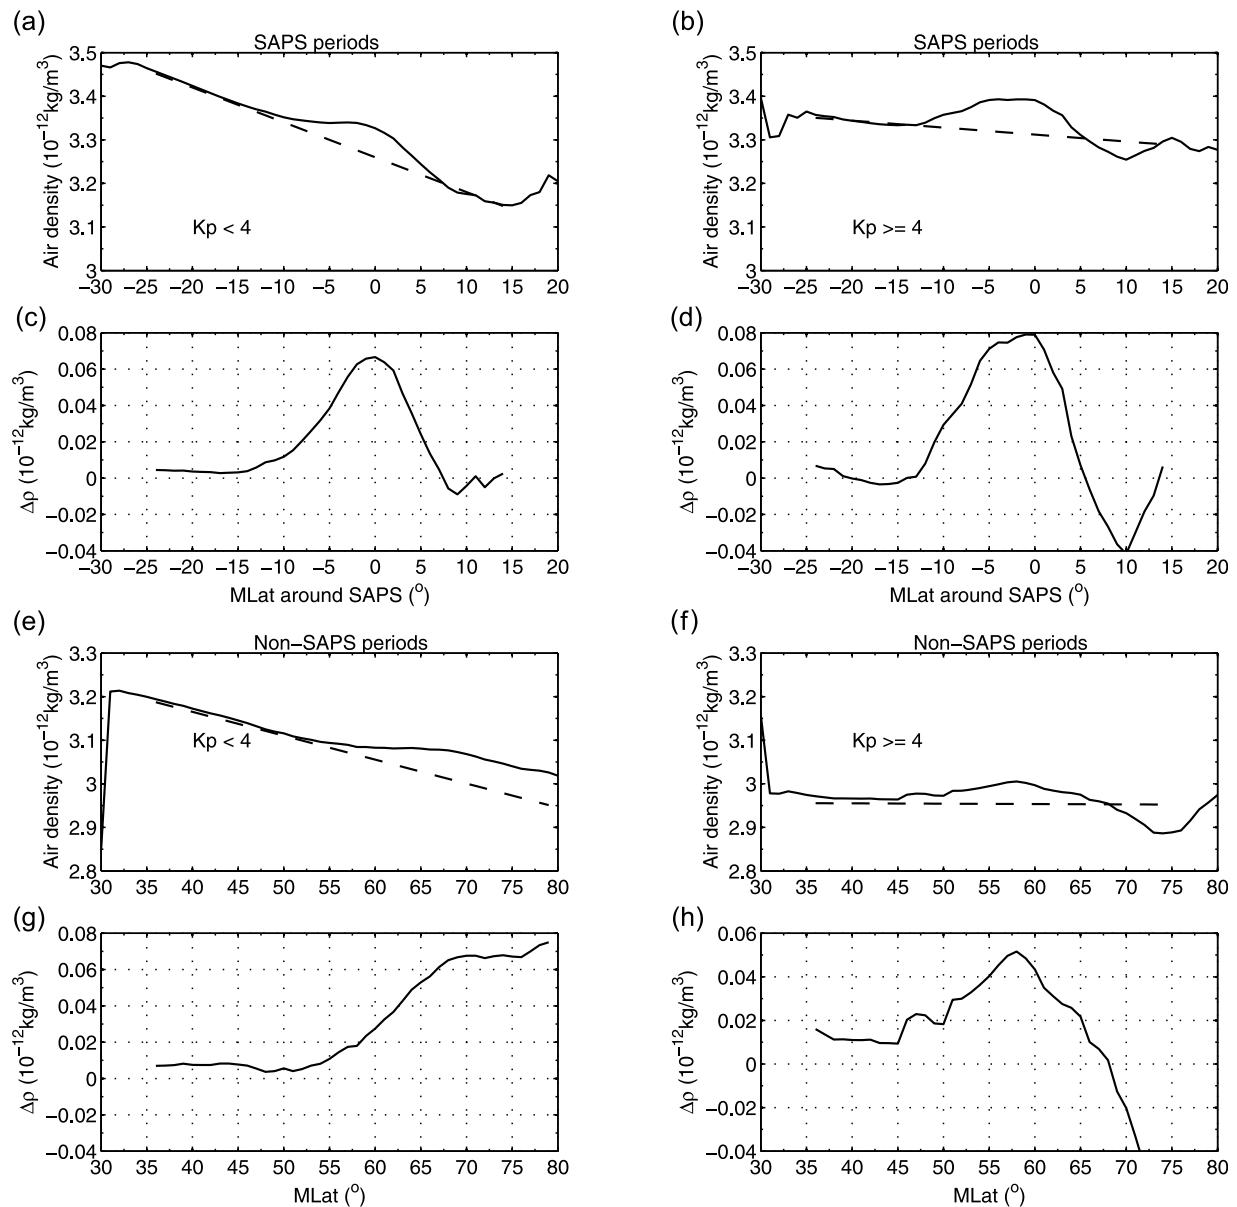 (a)
SAPS periods
Air density (10−12kg/m3)
3.5
3.4
3.3
3.2
3.1
3
Kp < 4
−30 −25 −20 −15 −10 −5 0 5 10 15 20
(b)
SAPS periods
Air density (10−12kg/m3)
3.5
3.4
3.3
3.2
3.1
3
Kp >= 4
−30 −25 −20 −15 −10 −5 0 5 10 15 20
(c)
Δρ (10−12kg/m3)
0.08
0.06
0.04
0.02
0
−0.02
−0.04
−30 −25 −20 −15 −10 −5 0 5 10 15 20
MLat around SAPS (o)
(d)
Δρ (10−12kg/m3)
0.08
0.06
0.04
0.02
0
−0.02
−0.04
−30 −25 −20 −15 −10 −5 0 5 10 15 20
MLat around SAPS (o)
(e)
Non−SAPS periods
Air density (10−12kg/m3)
3.3
3.2
3.1
3
2.9
2.8
Kp < 4
30 35 40 45 50 55 60 65 70 75 80
(f)
Non−SAPS periods
Air density (10−12kg/m3)
3.3
3.2
3.1
3
2.9
2.8
Kp >= 4
30 35 40 45 50 55 60 65 70 75 80
(g)
Δρ (10−12kg/m3)
0.08
0.06
0.04
0.02
0
−0.02
−0.04
30 35 40 45 50 55 60 65 70 75 80
MLat (o)
(h)
Δρ (10−12kg/m3)
0.06
0.04
0.02
0
−0.02
−0.04
30 35 40 45 50 55 60 65 70 75 80
MLat (o)